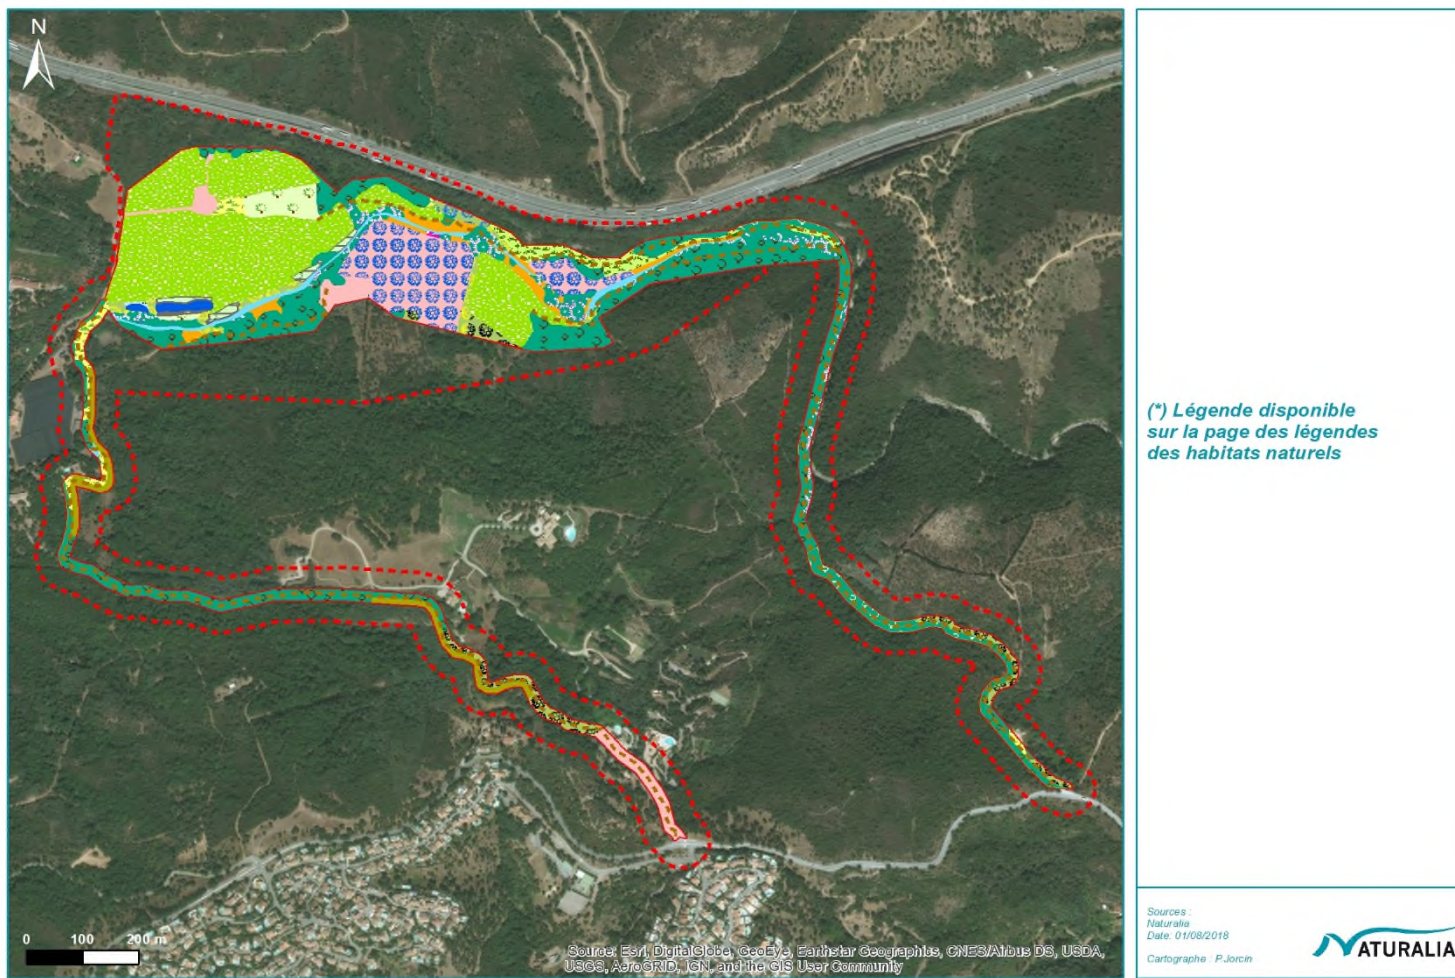 N
(*) Légende disponible
sur la page des légendes
des habitats naturels
0 100 200 m
Source: Esri, DigitalGlobe, GeoEye, Earthstar Geographics, CNES/Airbus DS, USDA,
USGS, AeroGRID, IGN, and the GIS User Community
Sources :
Naturalia
Date: 01/08/2018
Cartographe : P.Jorcin
NATURALIA